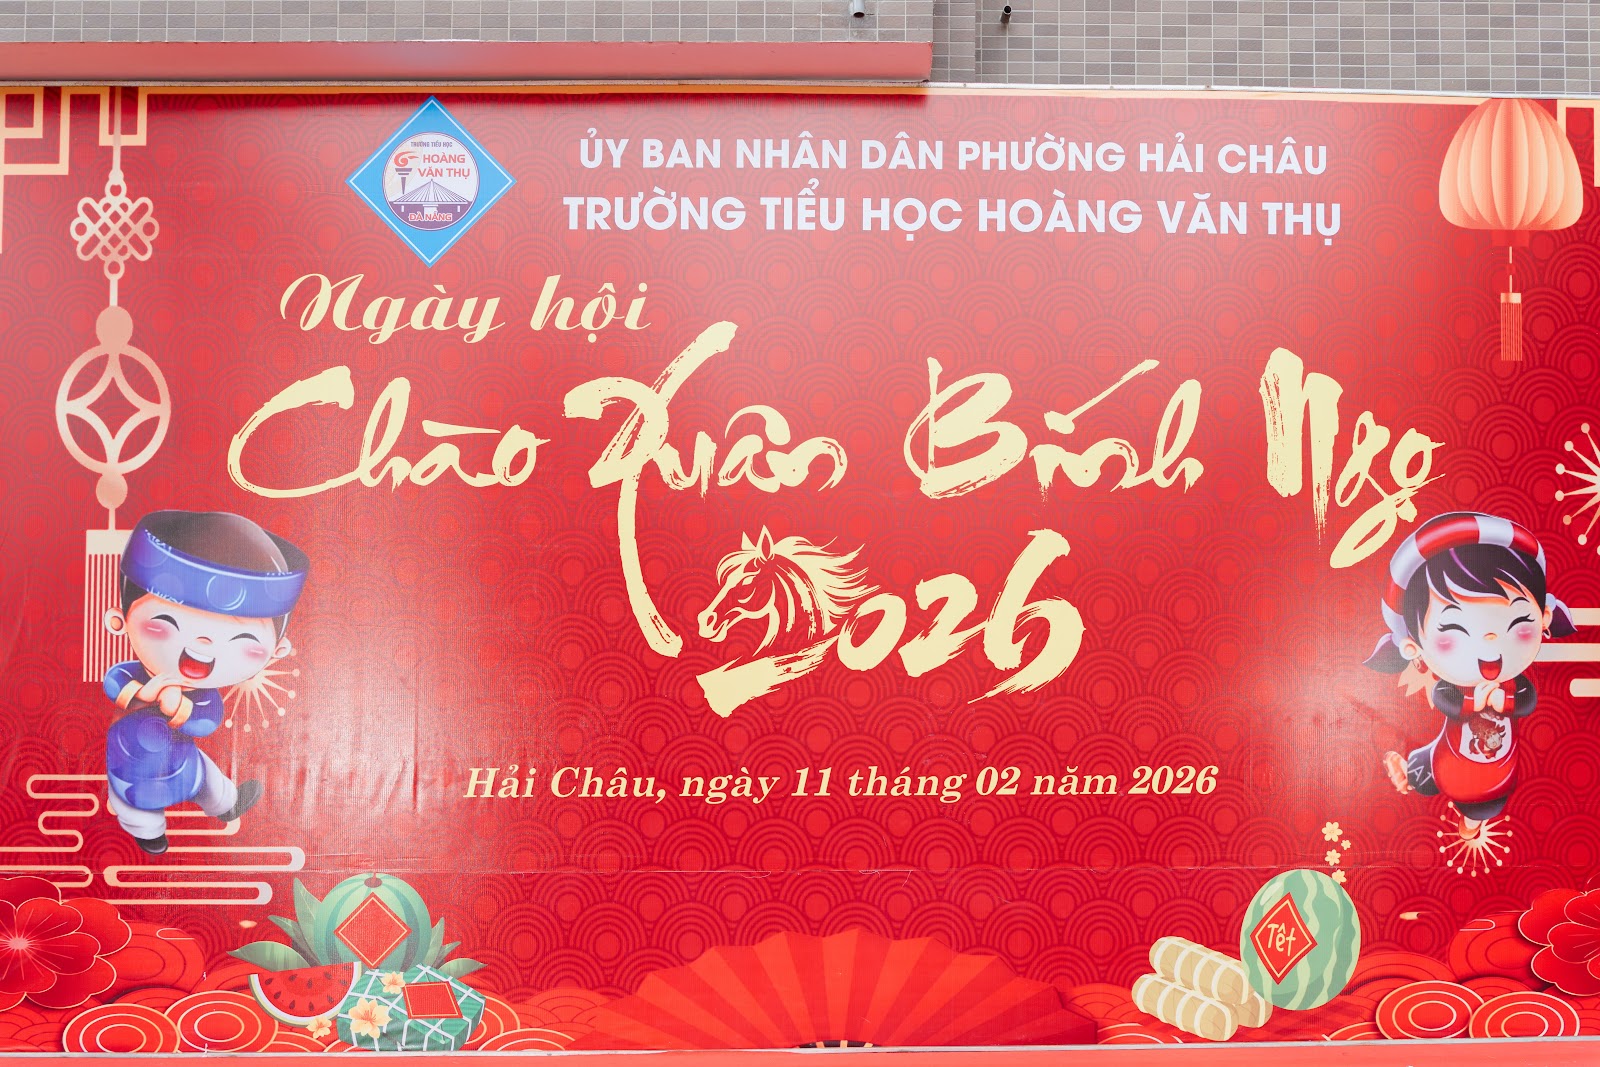 TRƯỜNG TIỂU HỌC
HOÀNG
VĂN THỤ
ĐÀ NẴNG
ỦY BAN NHÂN DÂN PHƯỜNG HẢI CHÂU
TRƯỜNG TIỂU HỌC HOÀNG VĂN THỤ
Ngày hội
Chào Xuân Bính Ngọ
2026
Hải Châu, ngày 11 tháng 02 năm 2026
Tết